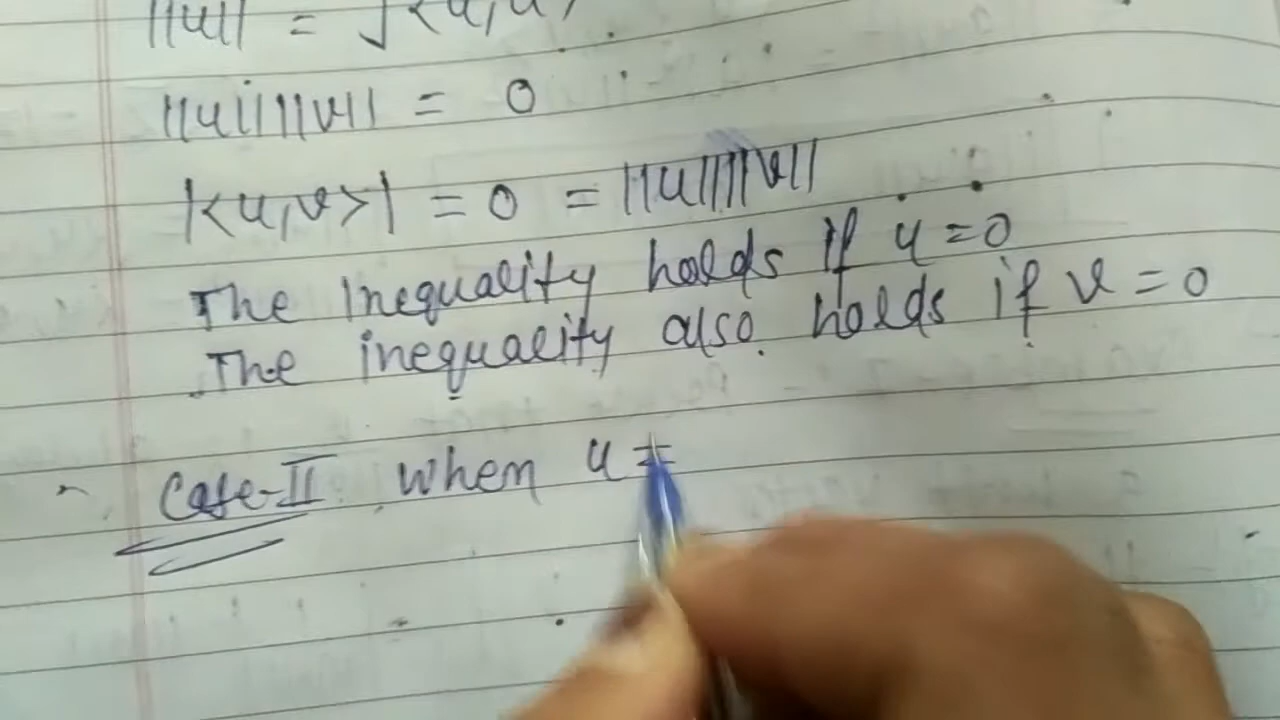 ||u|| = √<u,u>
||u|| ||v|| = 0
|<u,v>| = 0 = ||u|| ||v||
The Inequality holds If u = 0
The inequality also holds if v = 0
Case-II when u =